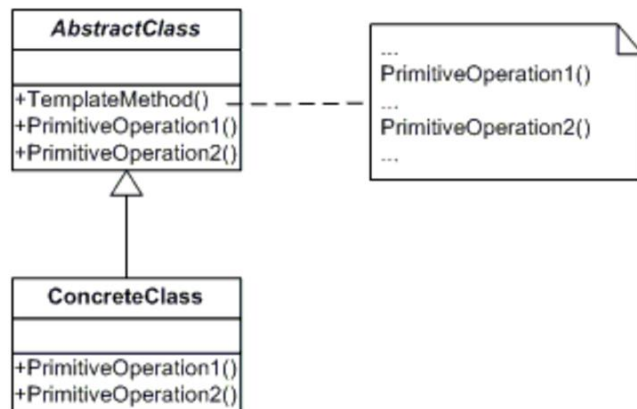 AbstractClass
+TemplateMethod()
+PrimitiveOperation1()
+PrimitiveOperation2()
...
PrimitiveOperation1()
...
PrimitiveOperation2()
...
ConcreteClass
+PrimitiveOperation1()
+PrimitiveOperation2()